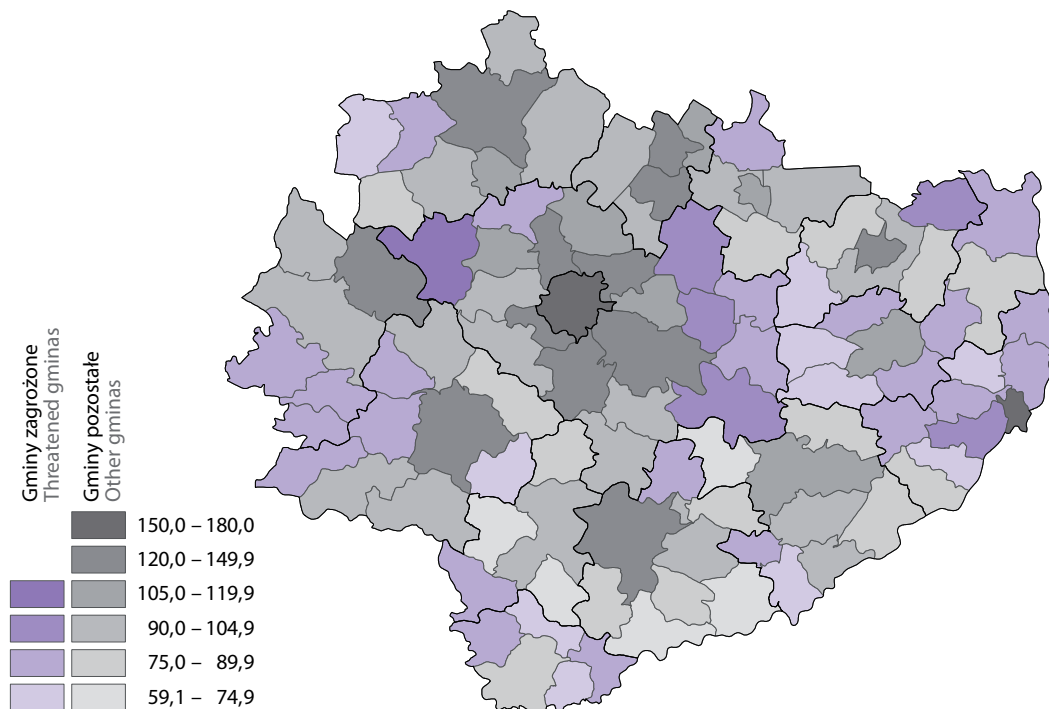 Gminy zagrożone
Threatened gminas
Gminy pozostałe
Other gminas
150,0 – 180,0
120,0 – 149,9
105,0 – 119,9
90,0 – 104,9
75,0 – 89,9
59,1 – 74,9